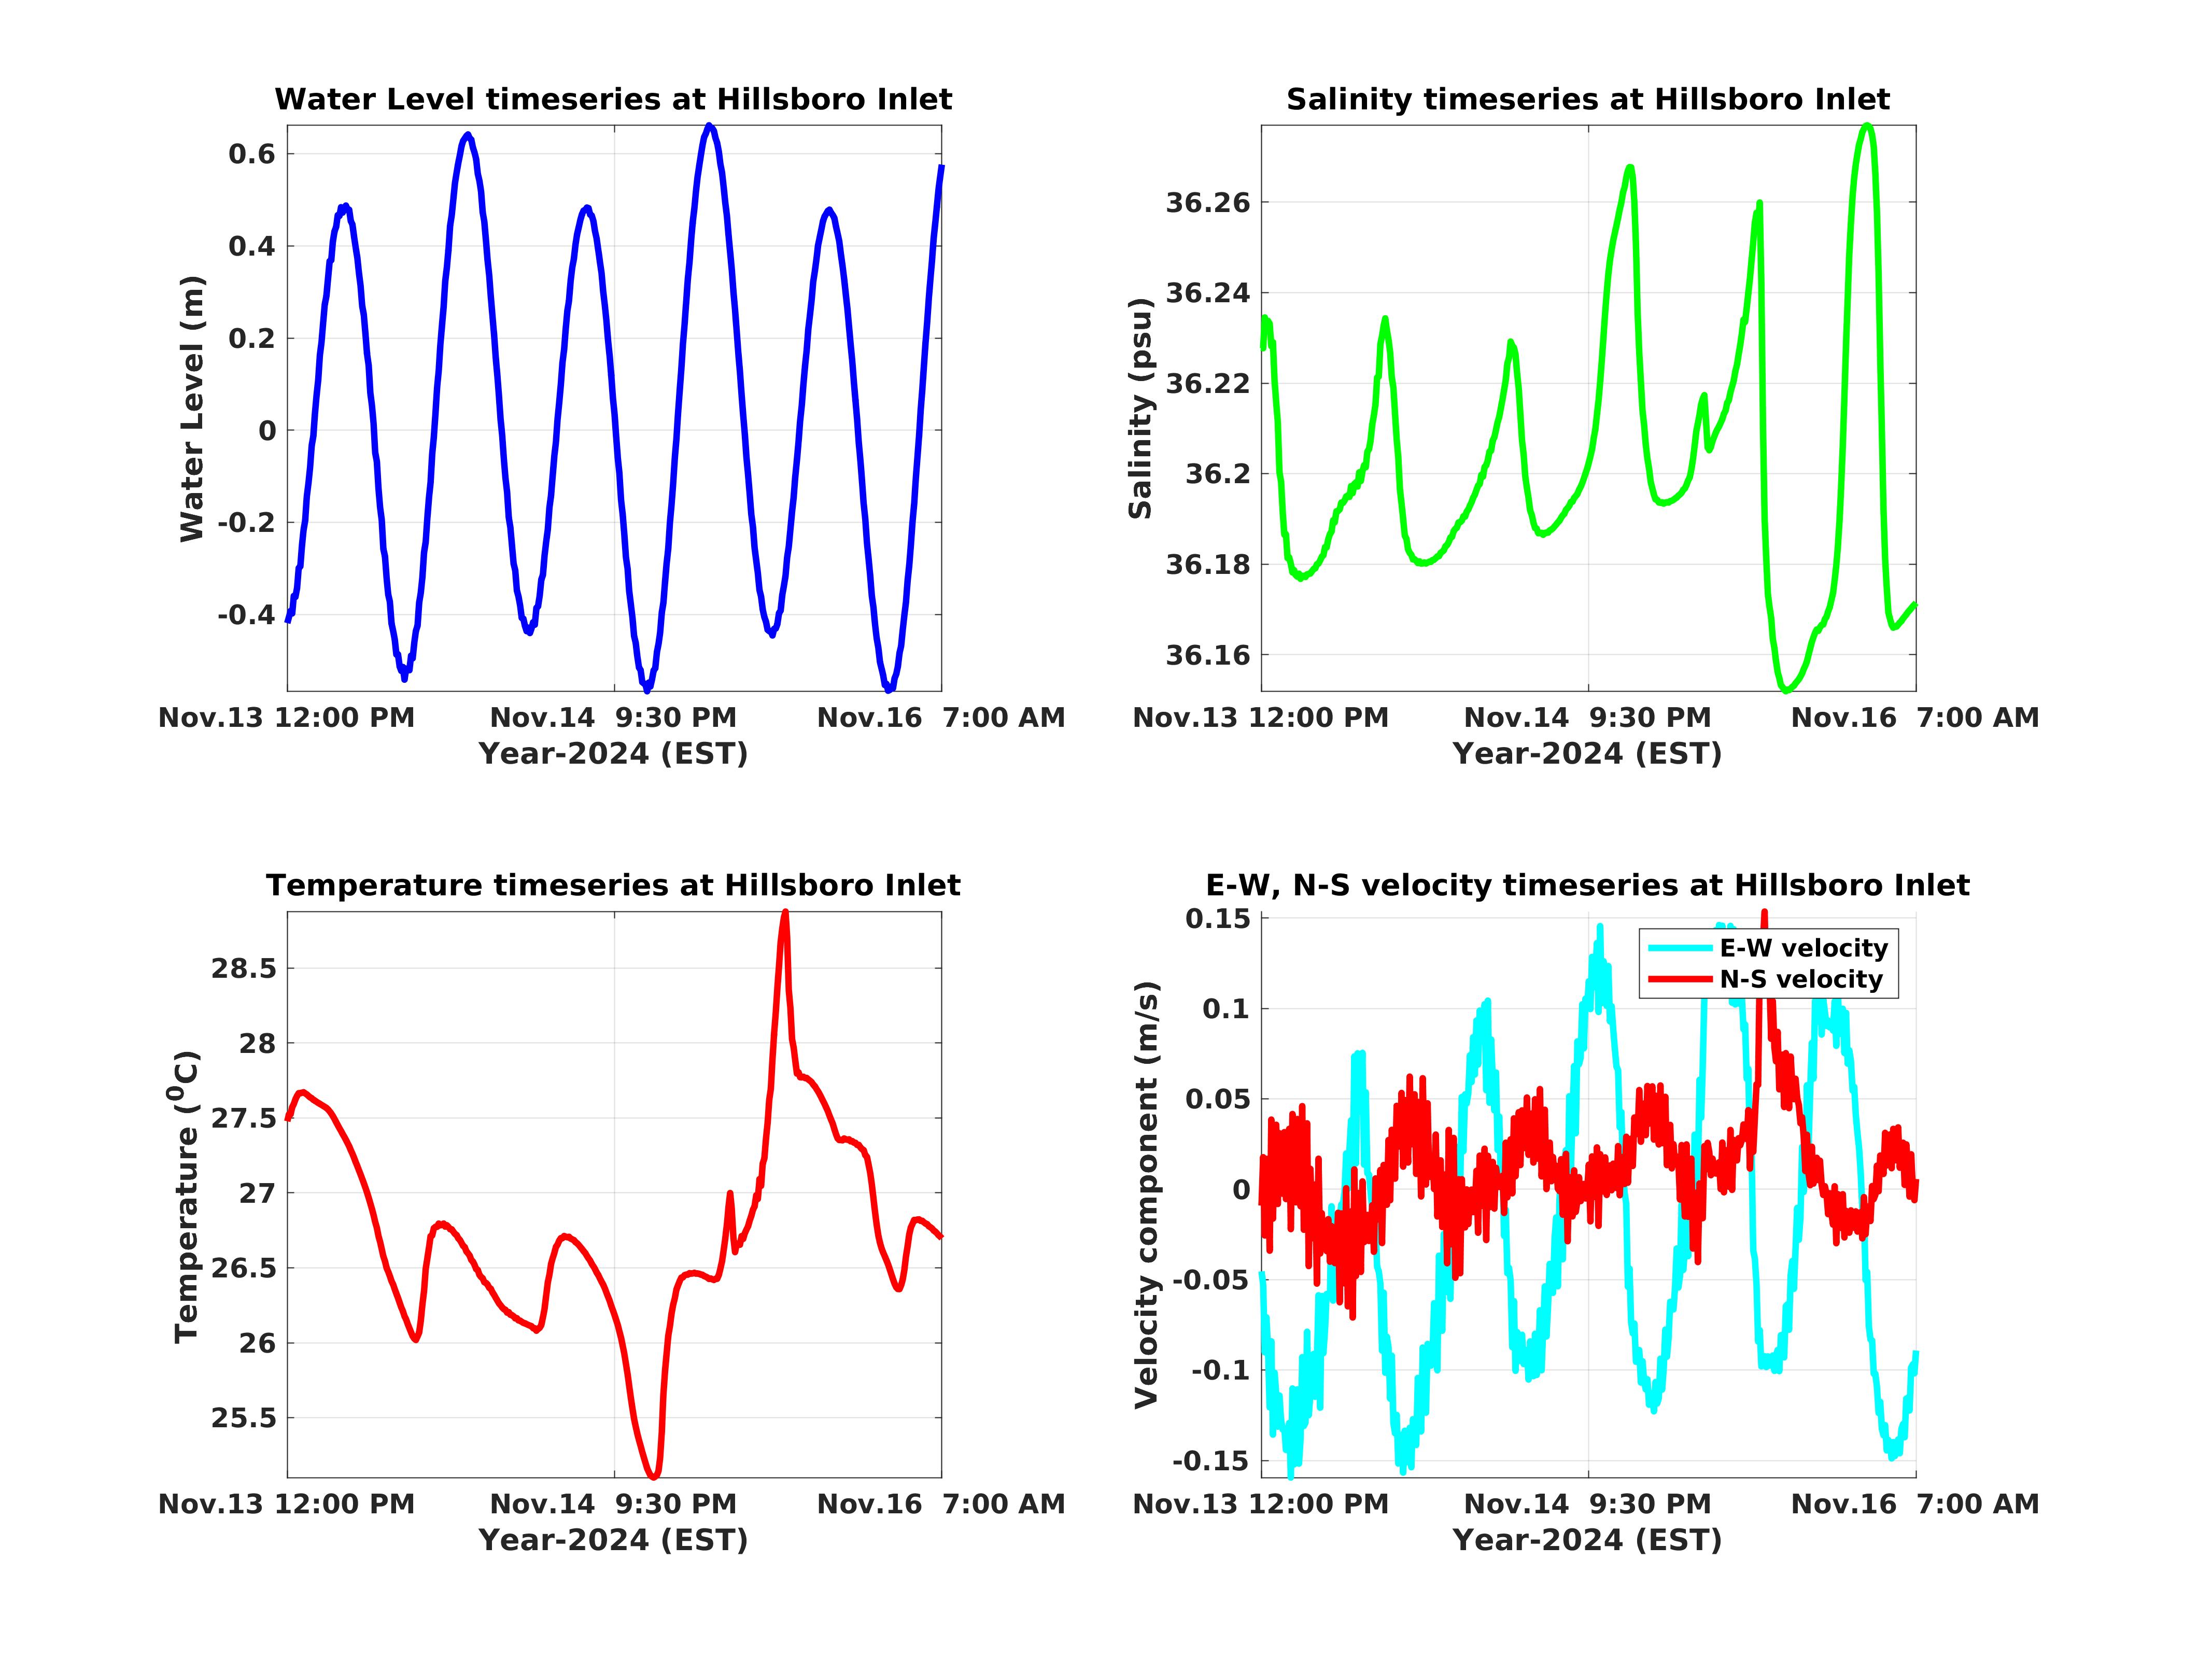 Water Level timeseries at Hillsboro Inlet
Water Level (m)
0.6
0.4
0.2
0
-0.2
-0.4
Nov.13 12:00 PM
Nov.14 9:30 PM
Nov.16 7:00 AM
Year-2024 (EST)
Salinity timeseries at Hillsboro Inlet
Salinity (psu)
36.26
36.24
36.22
36.2
36.18
36.16
Nov.13 12:00 PM
Nov.14 9:30 PM
Nov.16 7:00 AM
Year-2024 (EST)
Temperature timeseries at Hillsboro Inlet
Temperature (⁰C)
28.5
28
27.5
27
26.5
26
25.5
Nov.13 12:00 PM
Nov.14 9:30 PM
Nov.16 7:00 AM
Year-2024 (EST)
E-W, N-S velocity timeseries at Hillsboro Inlet
Velocity component (m/s)
0.15
0.1
0.05
0
-0.05
-0.1
-0.15
E-W velocity
N-S velocity
Nov.13 12:00 PM
Nov.14 9:30 PM
Nov.16 7:00 AM
Year-2024 (EST)